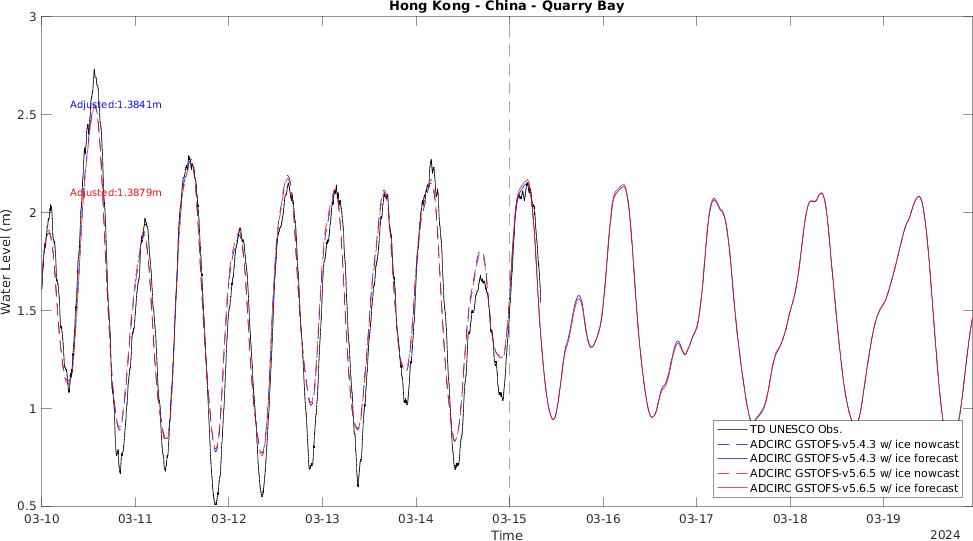 Hong Kong - China - Quarry Bay
3
2.5
2
1.5
1
0.5
Water Level (m)
Adjusted:1.3841m
Adjusted:1.3879m
TD UNESCO Obs.
ADCIRC GSTOFS-v5.4.3 w/ ice nowcast
ADCIRC GSTOFS-v5.4.3 w/ ice forecast
ADCIRC GSTOFS-v5.6.5 w/ ice nowcast
ADCIRC GSTOFS-v5.6.5 w/ ice forecast
03-10 03-11 03-12 03-13 03-14 03-15 03-16 03-17 03-18 03-19
Time
2024